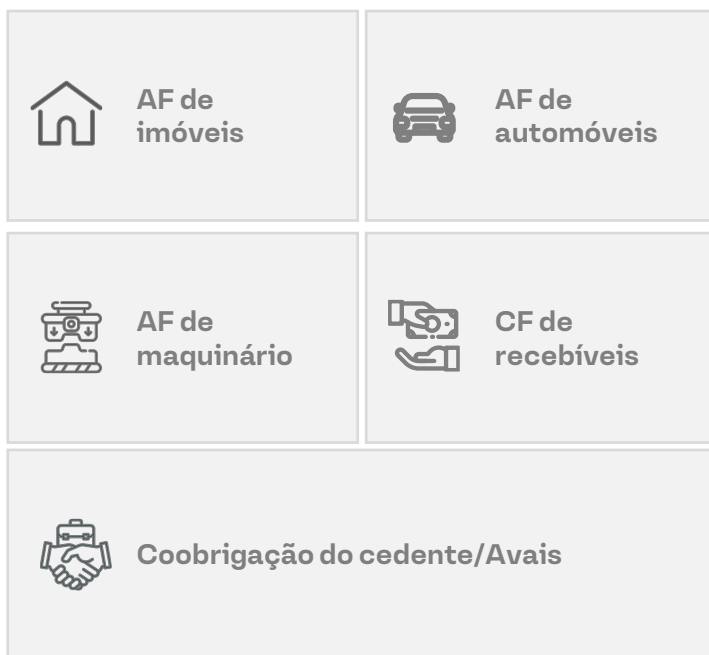 AF de
imóveis
AF de
automóveis
AF de
maquinário
CF de
recebíveis
Coobrigação do cedente/Avais